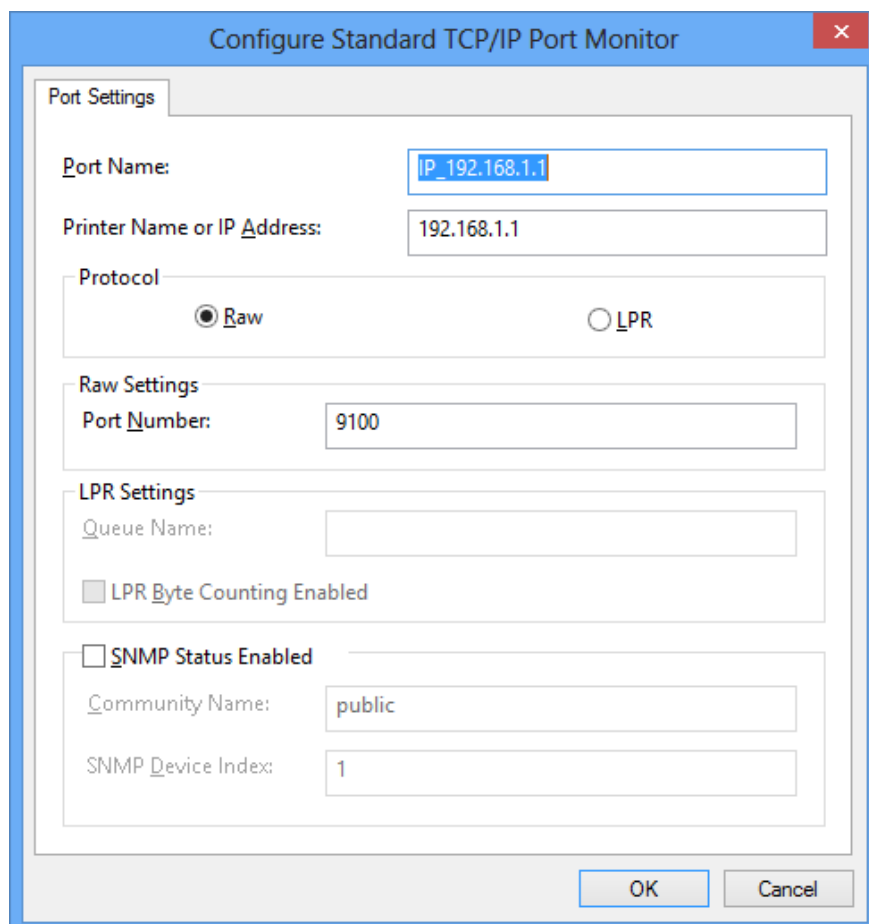 Configure Standard TCP/IP Port Monitor
Port Settings
Port Name: IP_192.168.1.1
Printer Name or IP Address: 192.168.1.1
Protocol
Raw LPR
Raw Settings
Port Number: 9100
LPR Settings
Queue Name:
LPR Byte Counting Enabled
SNMP Status Enabled
Community Name: public
SNMP Device Index: 1
OK Cancel